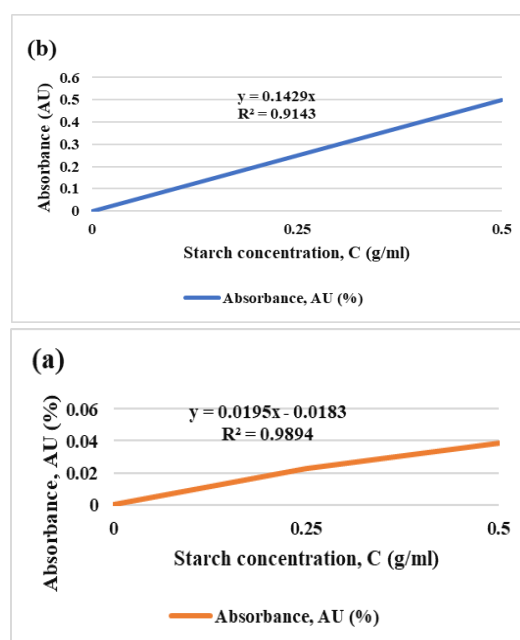 (b)
0.6
0.5
0.4
0.3
0.2
0.1
0
Absorbance (AU)
y = 0.1429x
R² = 0.9143
0 0.25 0.5
Starch concentration, C (g/ml)
Absorbance, AU (%)
(a)
0.06
0.04
0.02
0
Absorbance, AU (%)
y = 0.0195x - 0.0183
R² = 0.9894
0 0.25 0.5
Starch concentration, C (g/ml)
Absorbance, AU (%)